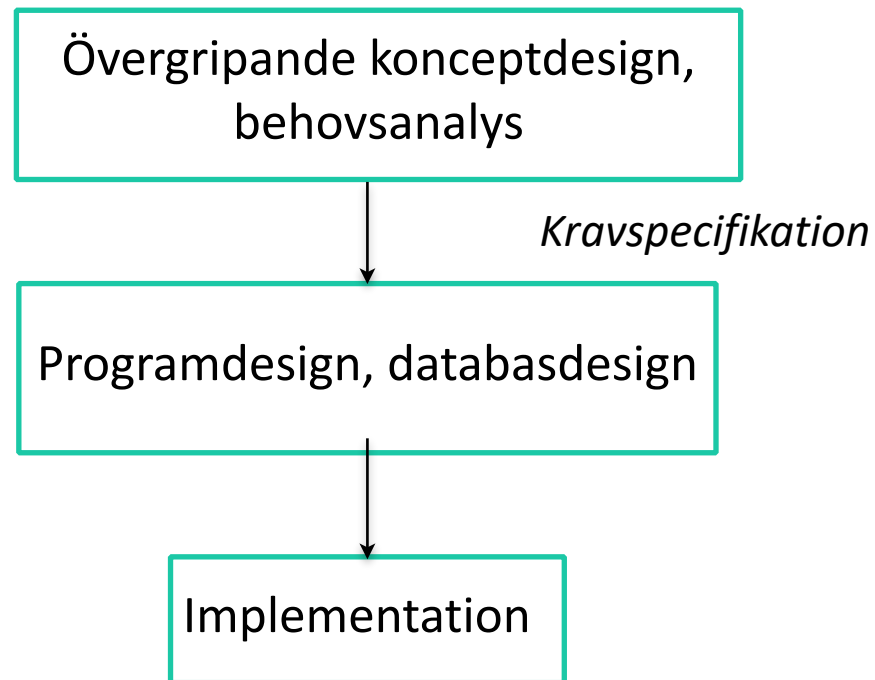 Övergripande konceptdesign,
behovsanalys
Kravspecifikation
Programdesign, databasdesign
Implementation